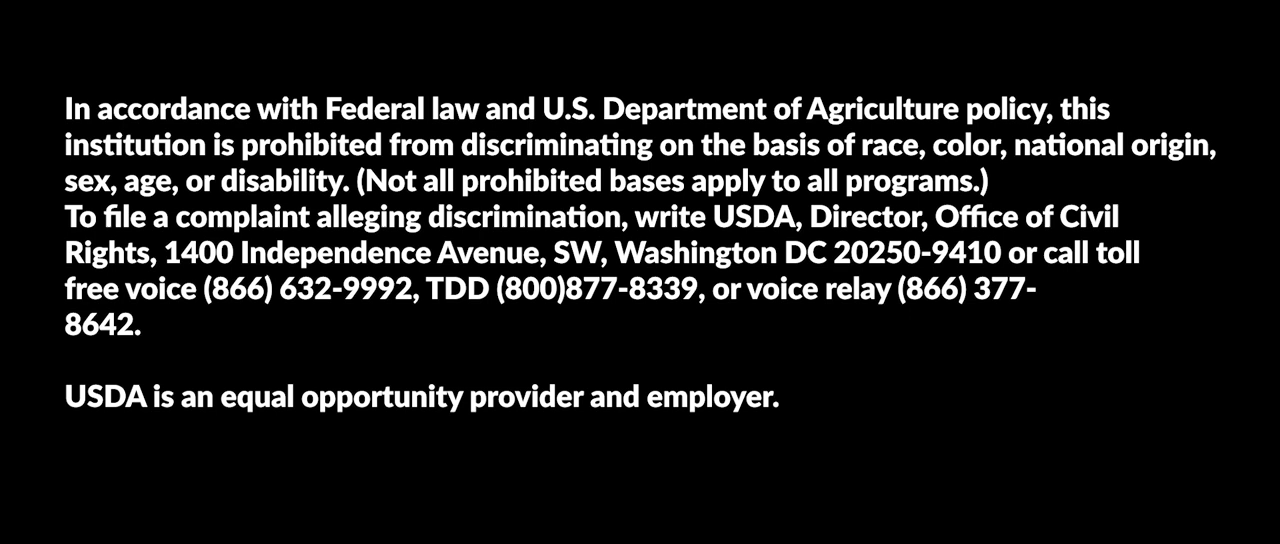 In accordance with Federal law and U.S. Department of Agriculture policy, this
institution is prohibited from discriminating on the basis of race, color, national origin,
sex, age, or disability. (Not all prohibited bases apply to all programs.)
To file a complaint alleging discrimination, write USDA, Director, Office of Civil
Rights, 1400 Independence Avenue, SW, Washington DC 20250-9410 or call toll
free voice (866) 632-9992, TDD (800)877-8339, or voice relay (866) 377-
8642.
USDA is an equal opportunity provider and employer.